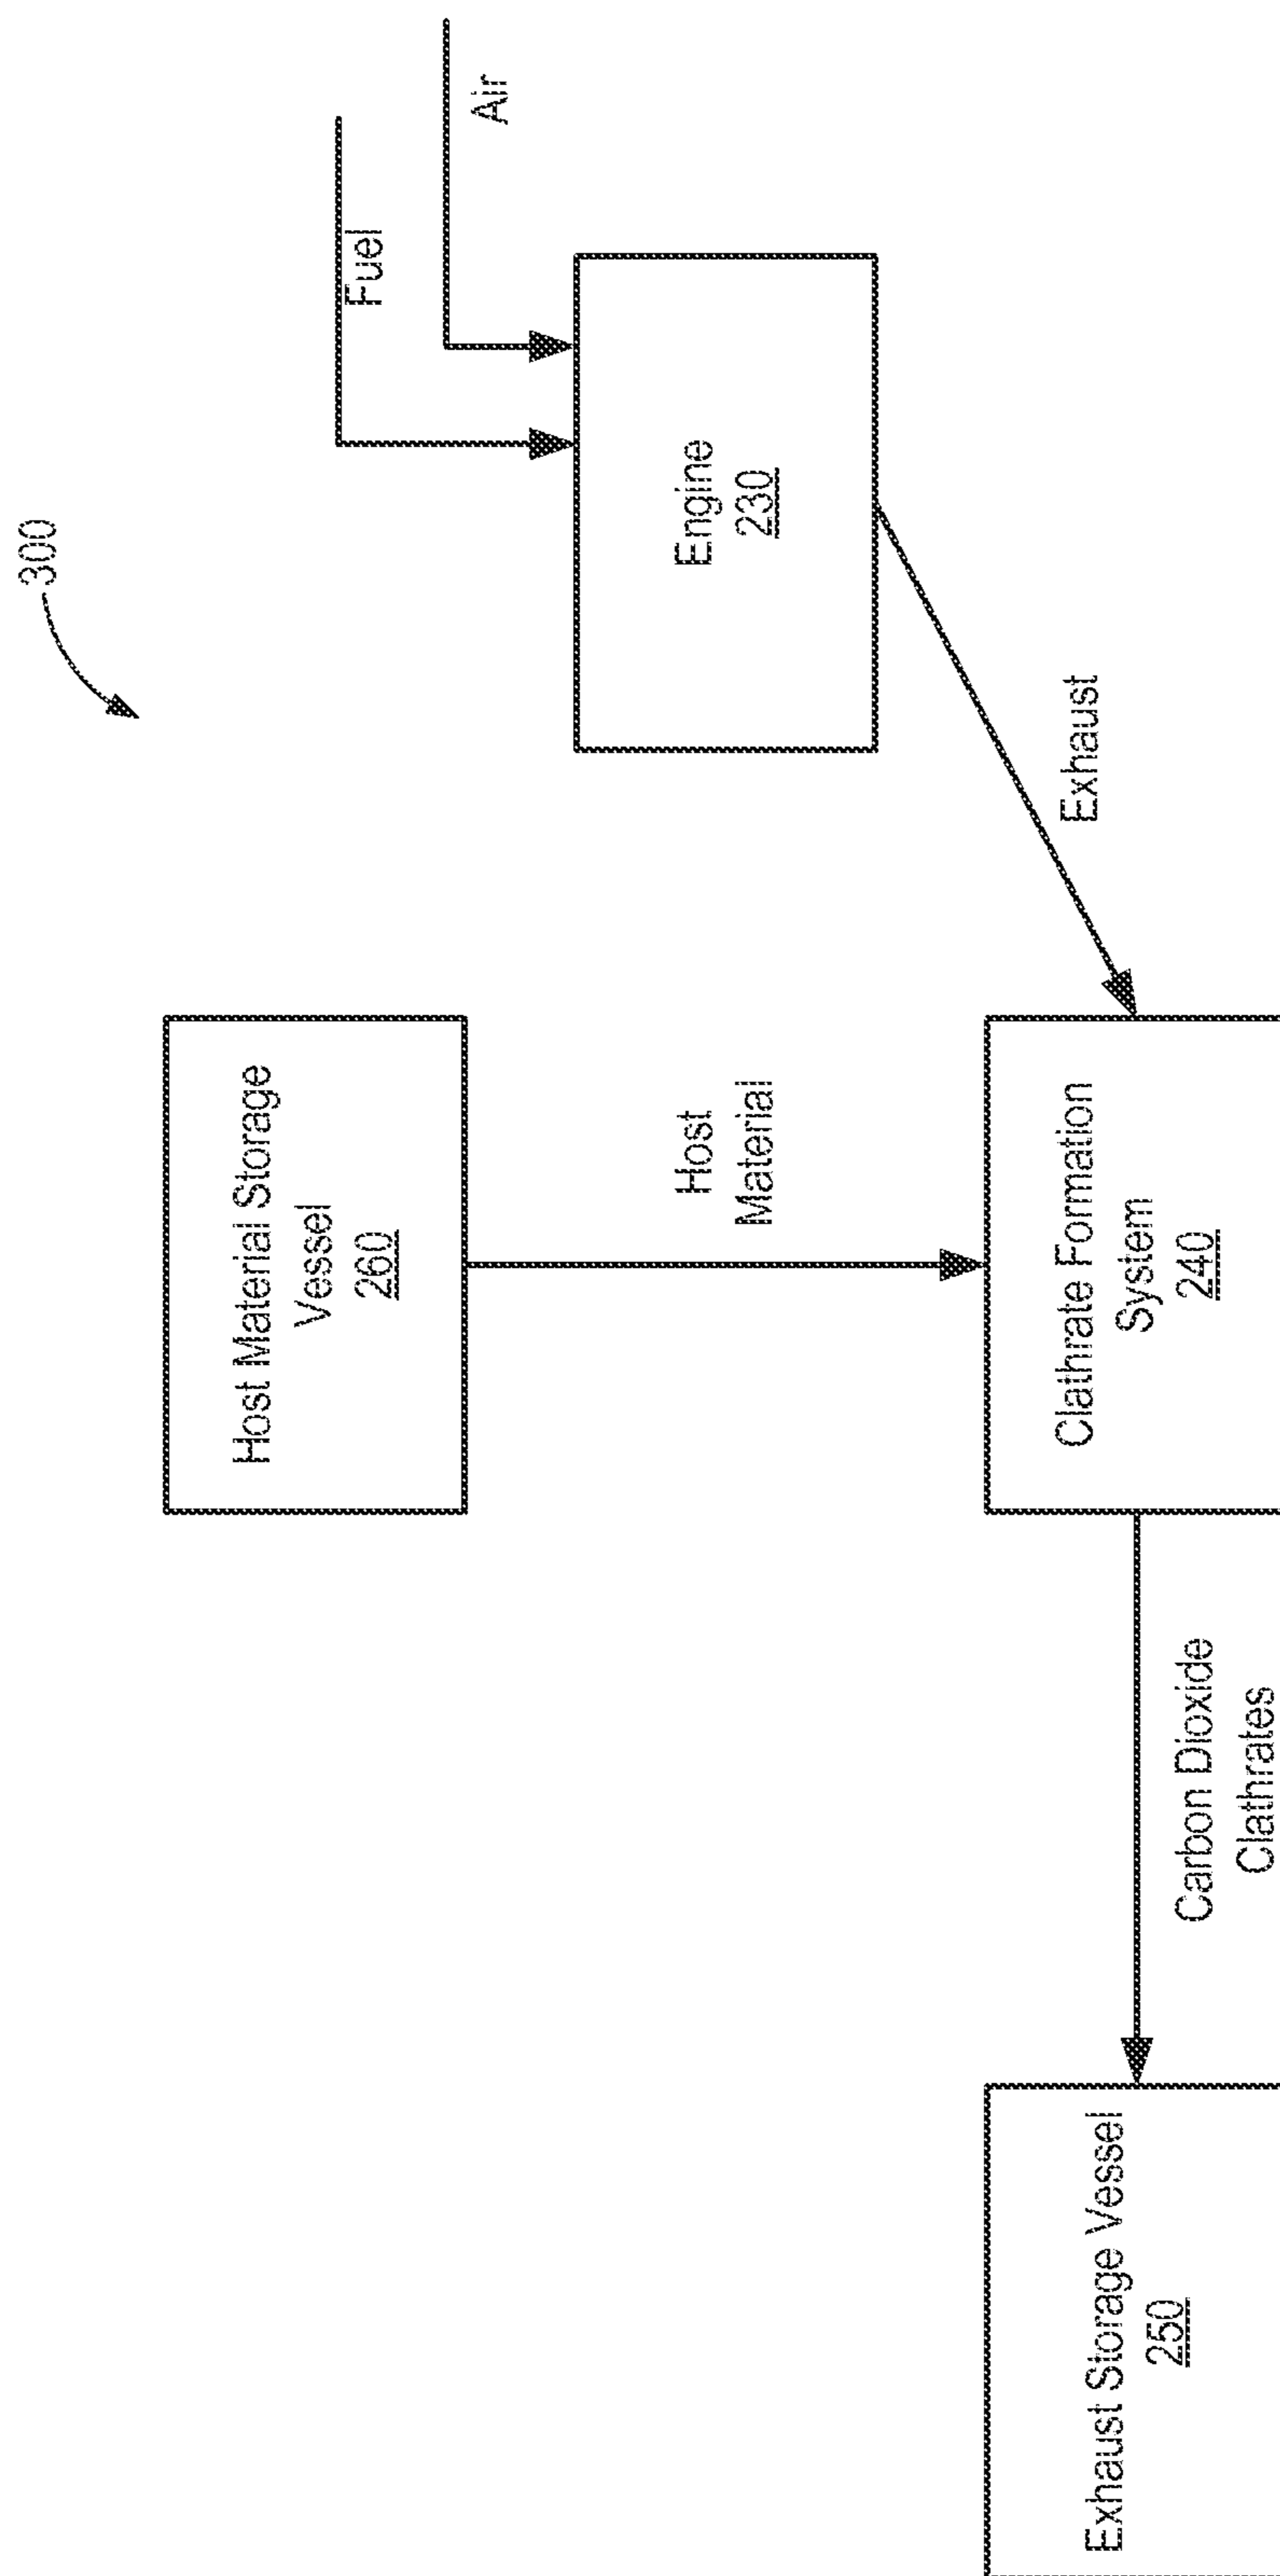 300
Fuel
Air
Host Material Storage
Vessel
260
Engine
230
Host
Material
Exhaust
Exhaust Storage Vessel
250
Carbon Dioxide
Clathrates
Clathrate Formation
System
240